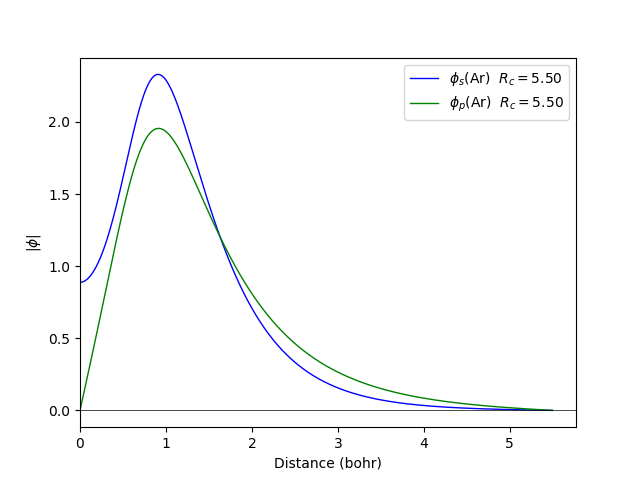 ϕs(Ar) Rc = 5.50
ϕp(Ar) Rc = 5.50
|ϕ|
2.0
1.5
1.0
0.5
0.0
0 1 2 3 4 5
Distance (bohr)